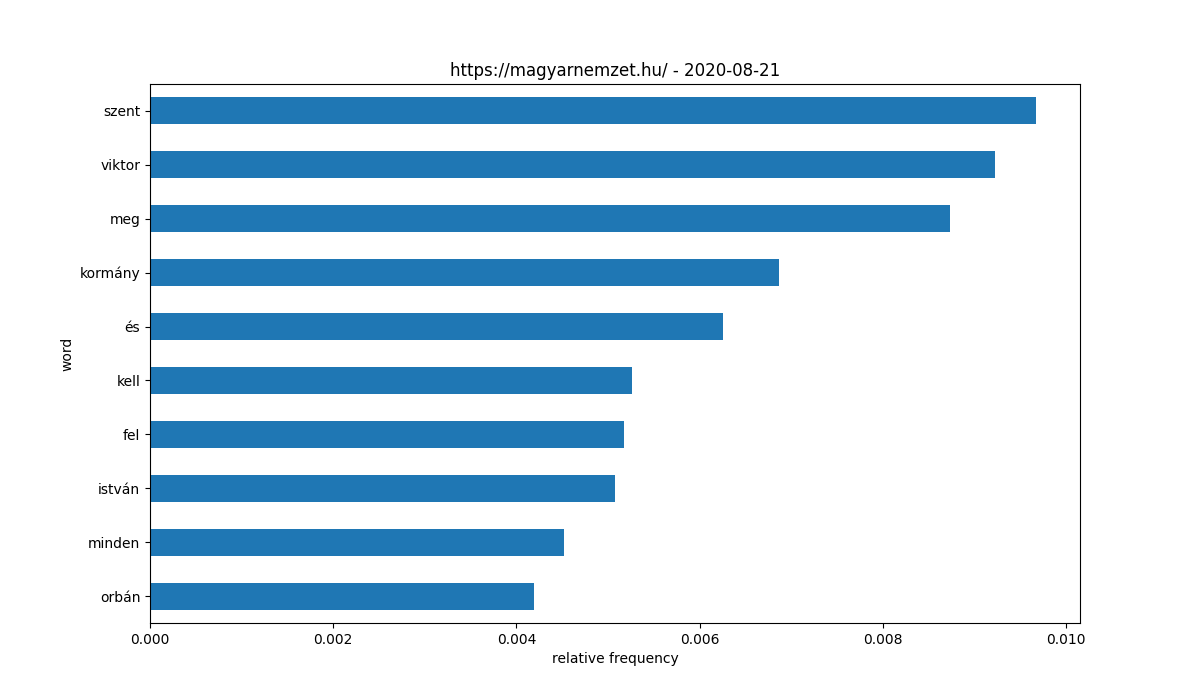 https://magyarnemzet.hu/ - 2020-08-21
szent
viktor
meg
kormány
és
kell
fel
istván
minden
orbán
word
0.000 0.002 0.004 0.006 0.008 0.010
relative frequency